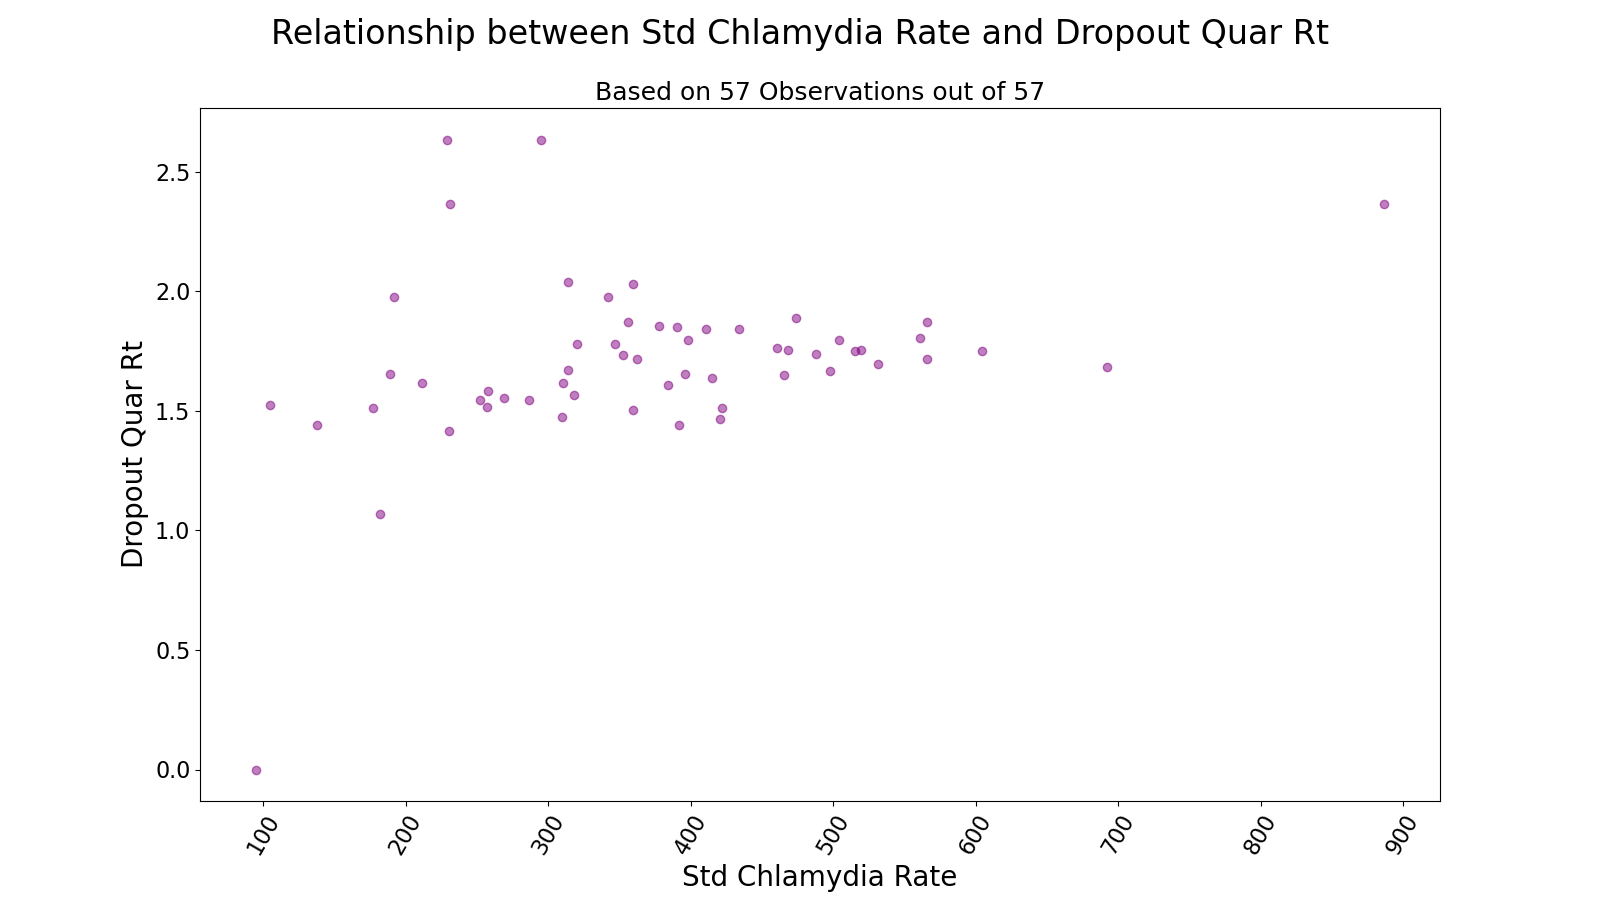 Relationship between Std Chlamydia Rate and Dropout Quar Rt
Based on 57 Observations out of 57
2.5
2.0
1.5
1.0
0.5
0.0
Dropout Quar Rt
100 200 300 400 500 600 700 800 900
Std Chlamydia Rate